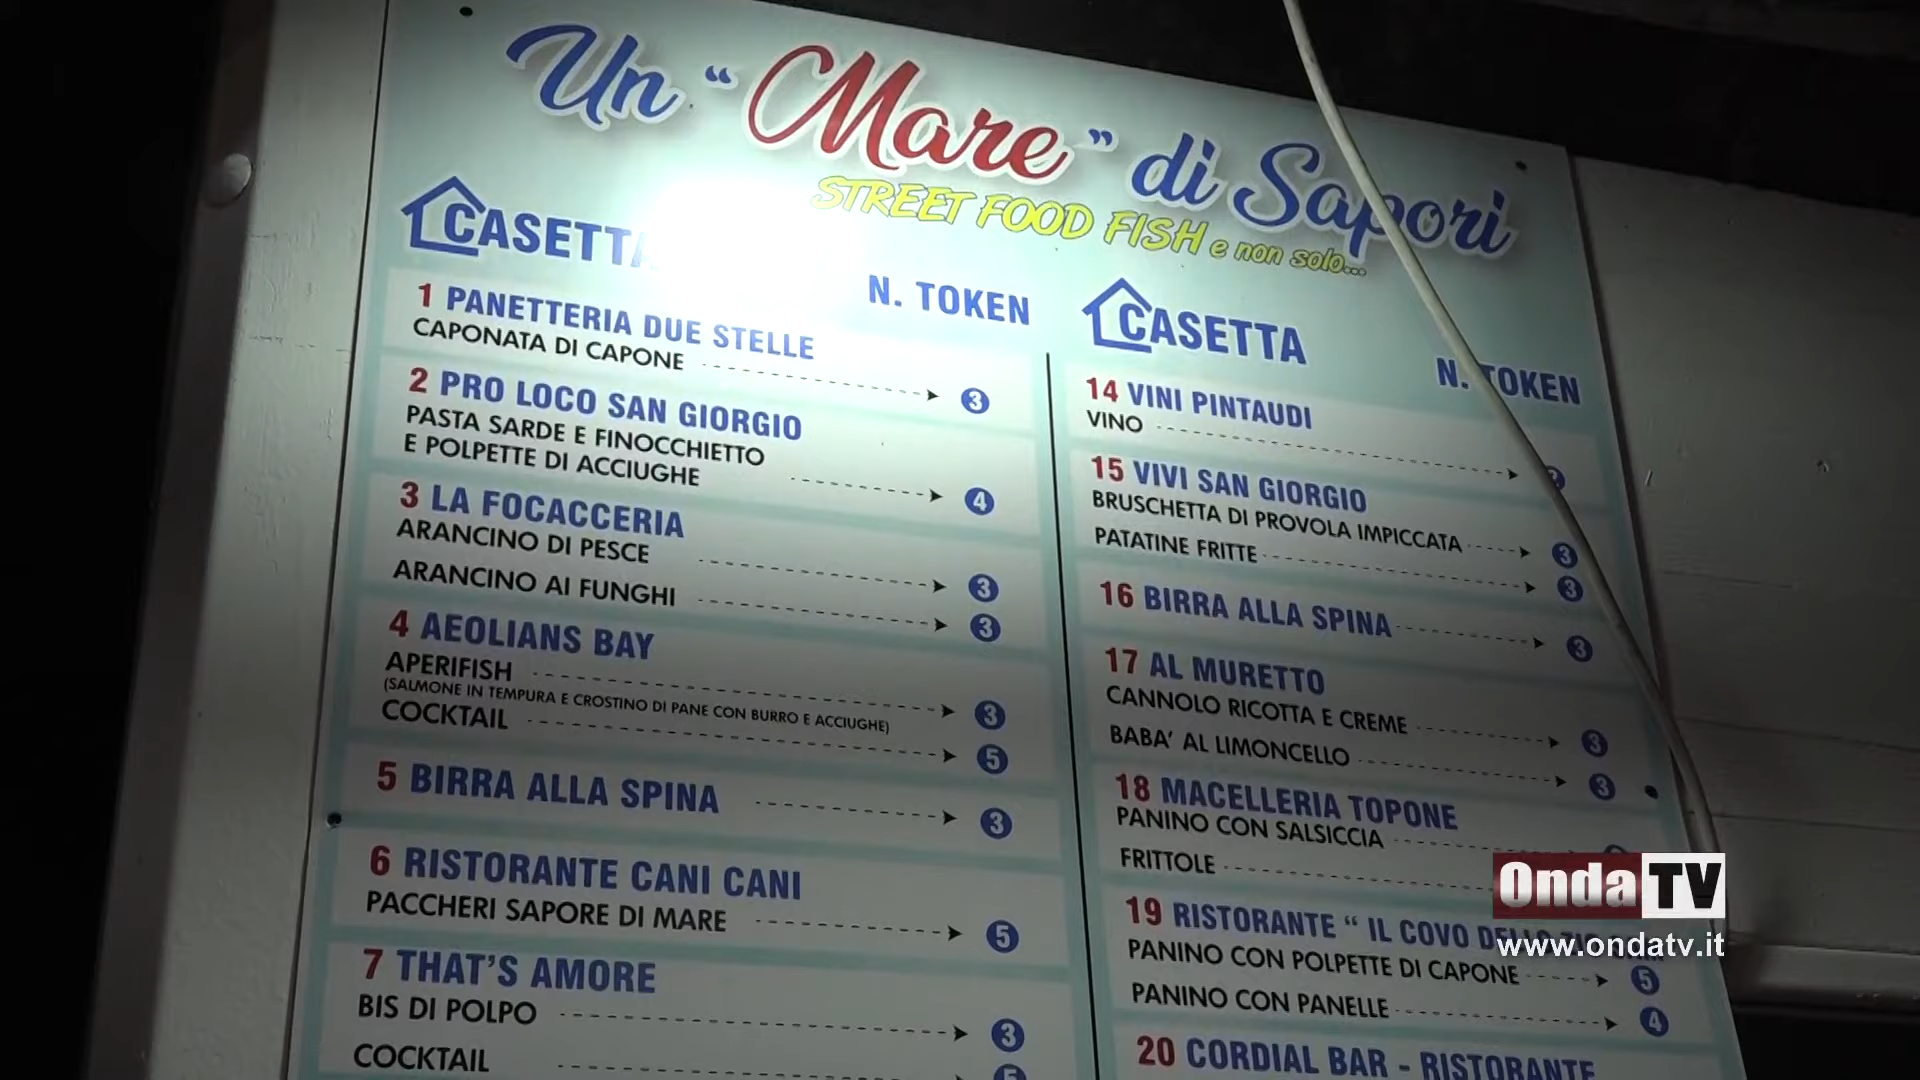 Un “Mare” di Sapori
STREET FOOD FISH e non solo...
CASETTA
N. TOKEN
1 PANETTERIA DUE STELLE
CAPONATA DI CAPONE 3
2 PRO LOCO SAN GIORGIO
PASTA SARDE E FINOCCHIETTO
E POLPETTE DI ACCIUGHE 4
3 LA FOCACCERIA
ARANCINO DI PESCE 3
ARANCINO AI FUNGHI 3
4 AEOLIANS BAY
APERIFISH 3
(SALMONE IN TEMPURA E CROSTINO DI PANE CON BURRO E ACCIUGHE)
COCKTAIL 5
5 BIRRA ALLA SPINA 3
6 RISTORANTE CANI CANI
PACCHERI SAPORE DI MARE 5
7 THAT'S AMORE
BIS DI POLPO 3
COCKTAIL 5
CASETTA
N. TOKEN
14 VINI PINTAUDI
VINO
15 VIVI SAN GIORGIO
BRUSCHETTA DI PROVOLA IMPICCATA 3
PATATINE FRITTE 3
16 BIRRA ALLA SPINA 3
17 AL MURETTO
CANNOLO RICOTTA E CREME 3
BABA' AL LIMONCELLO 3
18 MACELLERIA TOPONE
PANINO CON SALSICCIA
FRITTOLE
19 RISTORANTE “ IL COVO DELLO
PANINO CON POLPETTE DI CAPONE 5
PANINO CON PANELLE 4
20 CORDIAL BAR - RISTORANTE
Onda TV
www.ondatv.it